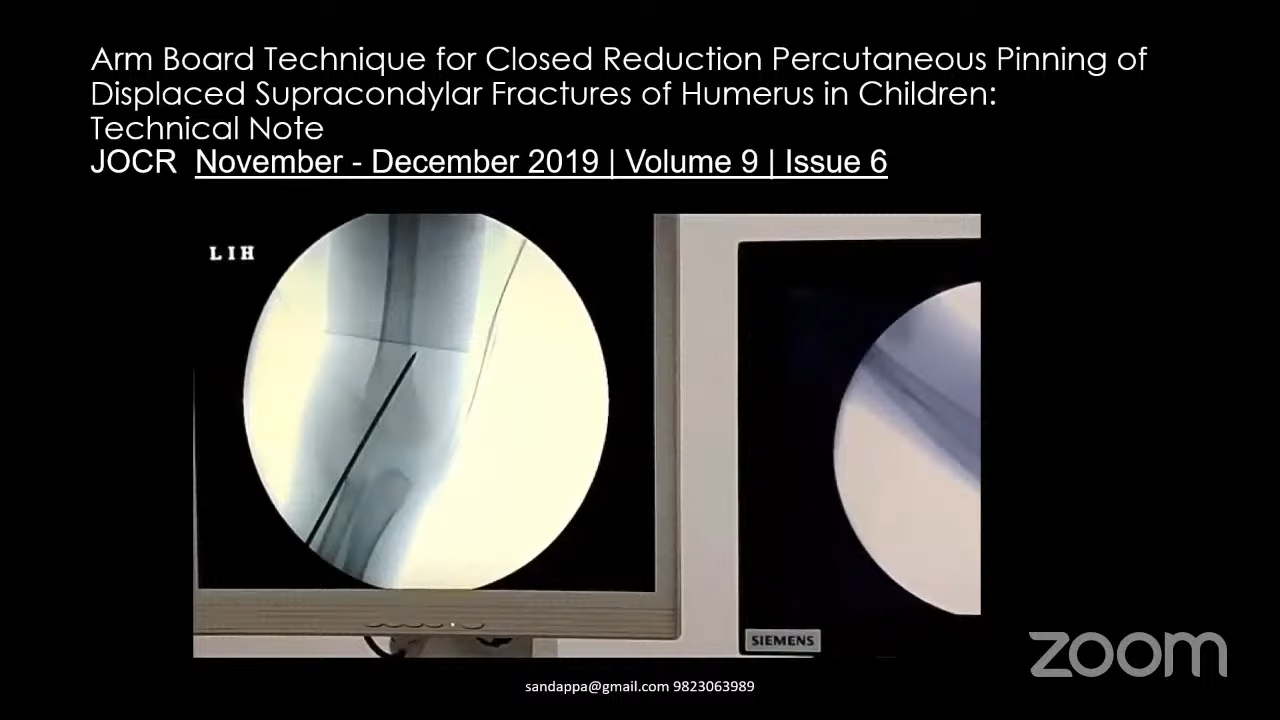 Arm Board Technique for Closed Reduction Percutaneous Pinning of
Displaced Supracondylar Fractures of Humerus in Children:
Technical Note
JOCR November - December 2019 | Volume 9 | Issue 6
LIH
SIEMENS
zoom
sandappa@gmail.com 9823063989